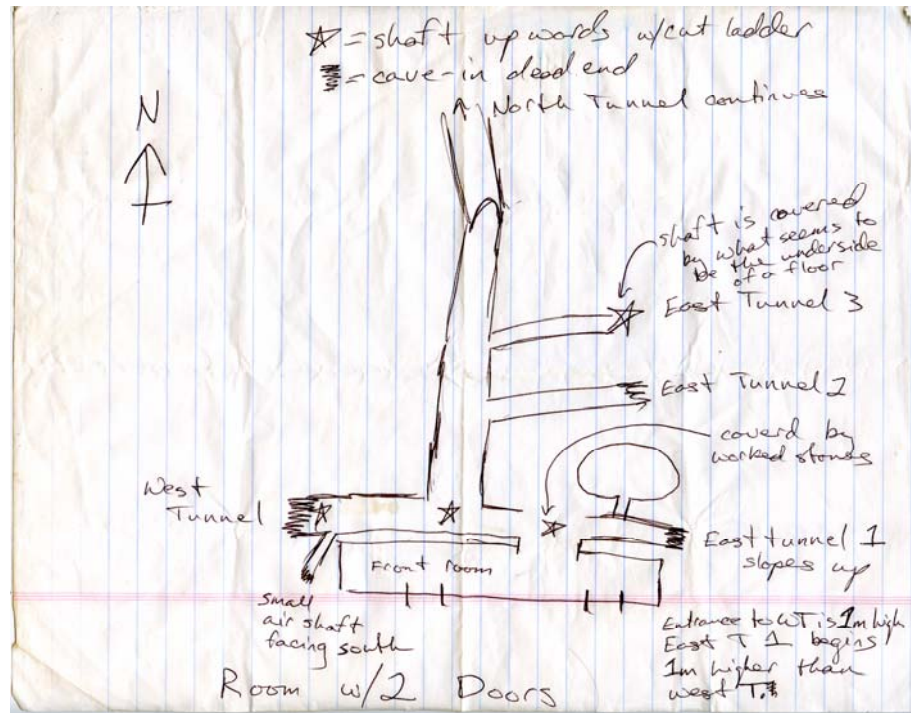 ☆ = shaft upwords w/cut ladder
= cave-in dead end
North Tunnel continues
N
shaft is covered
by what seems to
be the underside
of a floor
East Tunnel 3
East Tunnel 2
coverd by
worked stones
West
Tunnel
East tunnel 1
slopes up
Front room
Small
air shaft
facing south
Entrance to WT is 1m high
East T 1 begins
1m higher than
west T.
Room w/2 Doors